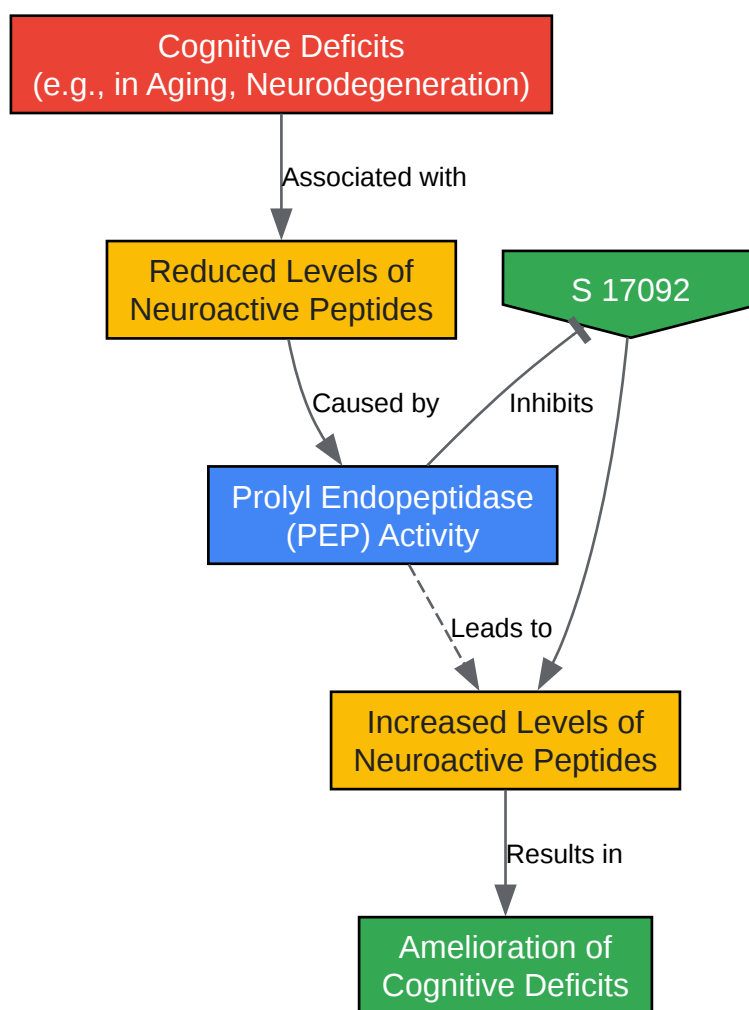 Cognitive Deficits
(e.g., in Aging, Neurodegeneration)
Associated with
Reduced Levels of
Neuroactive Peptides
S 17092
Caused by
Inhibits
Prolyl Endopeptidase
(PEP) Activity
Leads to
Increased Levels of
Neuroactive Peptides
Results in
Amelioration of
Cognitive Deficits